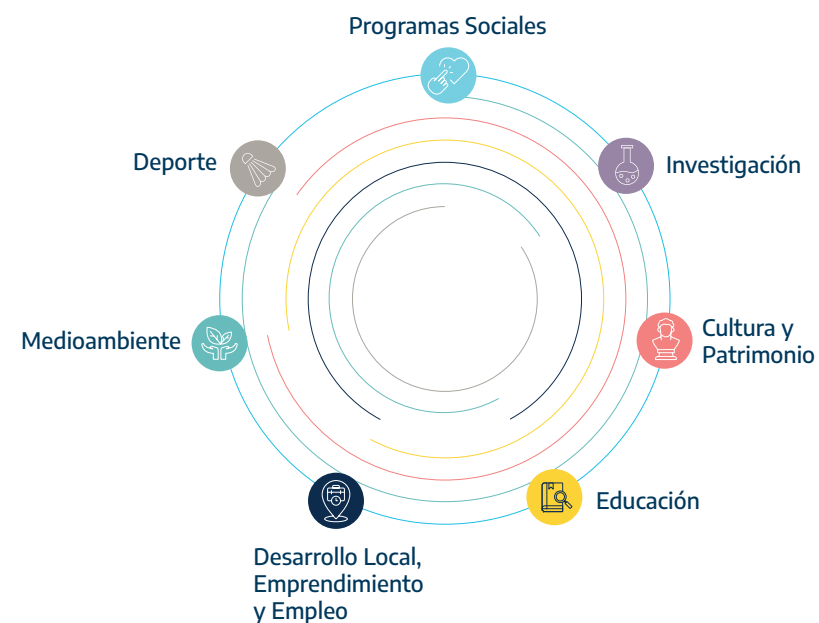 Programas Sociales
Deporte
Investigación
Medioambiente
Cultura y
Patrimonio
Educación
Desarrollo Local,
Emprendimiento
y Empleo